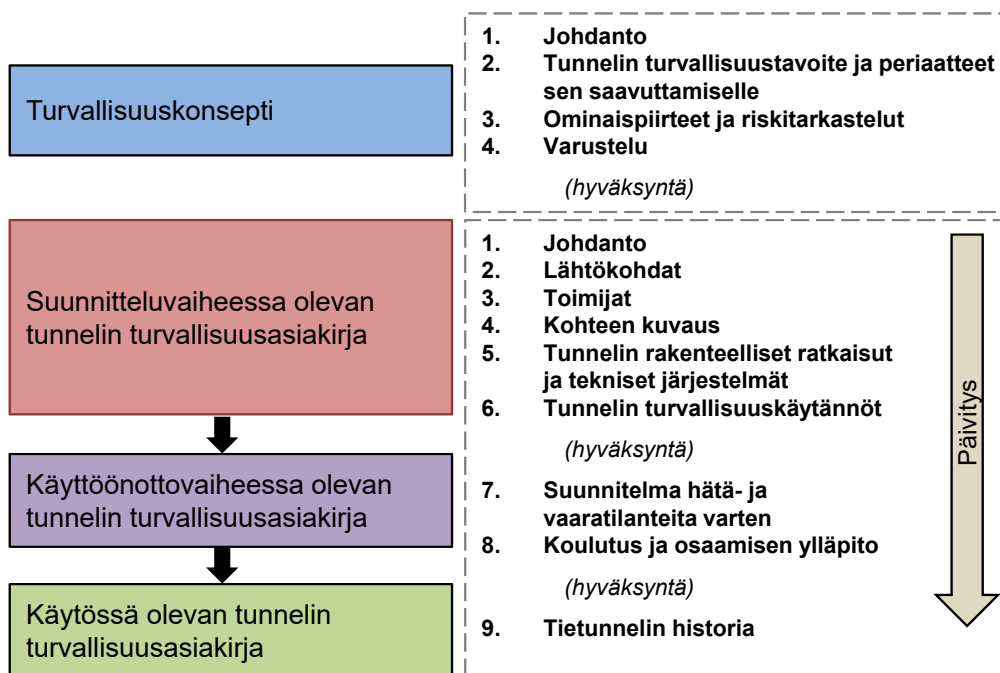 Turvallisuuskonsepti
1. Johdanto
2. Tunnelin turvallisuustavoite ja periaatteet
sen saavuttamiselle
3. Ominaispiirteet ja riskitarkastelut
4. Varustelu
(hyväksyntä)
Suunnitteluvaiheessa olevan
tunnelin turvallisuusasiakirja
1. Johdanto
2. Lähtökohdat
3. Toimijat
4. Kohteen kuvaus
5. Tunnelin rakenteelliset ratkaisut
ja tekniset järjestelmät
6. Tunnelin turvallisuuskäytännöt
(hyväksyntä)
Käyttöönottovaiheessa olevan
tunnelin turvallisuusasiakirja
7. Suunnitelma hätä- ja
vaaratilanteita varten
8. Koulutus ja osaamisen ylläpito
(hyväksyntä)
Käytössä olevan tunnelin
turvallisuusasiakirja
9. Tietunnelin historia
Päivitys